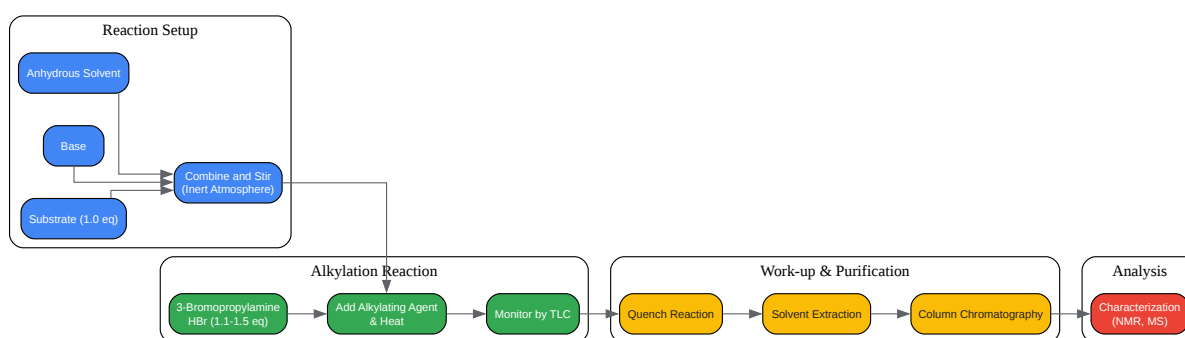 Reaction Setup
Anhydrous Solvent
Base
Combine and Stir
(Inert Atmosphere)
Substrate (1.0 eq)
Alkylation Reaction
3-Bromopropylamine
HBr (1.1-1.5 eq)
Add Alkylating Agent
& Heat
Monitor by TLC
Work-up & Purification
Quench Reaction
Solvent Extraction
Column Chromatography
Analysis
Characterization
(NMR, MS)